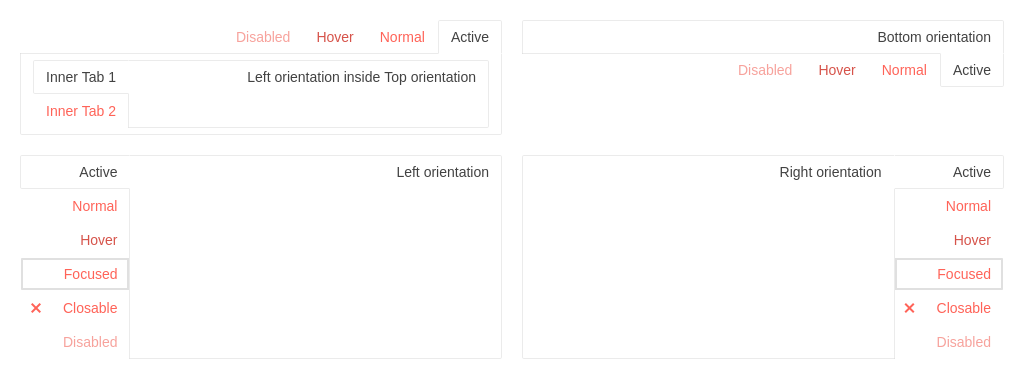 Disabled Hover Normal Active
Inner Tab 1 Left orientation inside Top orientation
Inner Tab 2
Bottom orientation
Disabled Hover Normal Active
Active Left orientation
Normal
Hover
Focused
✕ Closable
Disabled
Right orientation Active
Normal
Hover
Focused
✕ Closable
Disabled